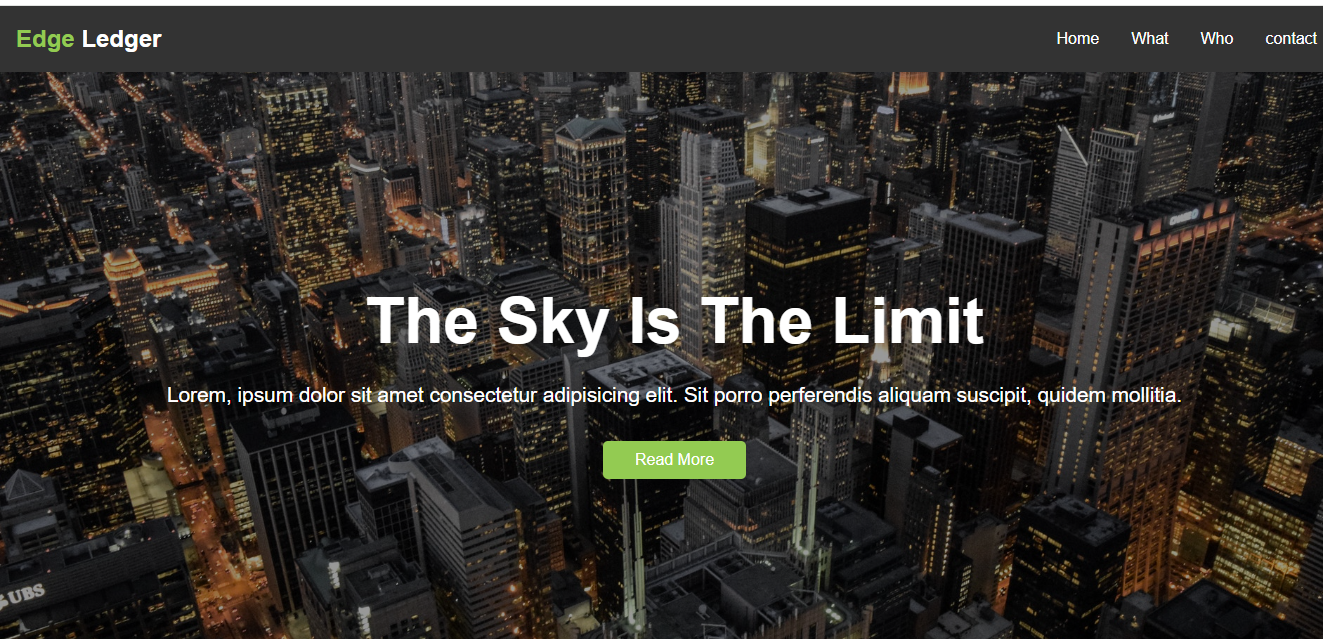 Edge Ledger
Home What Who contact
The Sky Is The Limit
Lorem, ipsum dolor sit amet consectetur adipisicing elit. Sit porro perferendis aliquam suscipit, quidem mollitia.
Read More
UBS